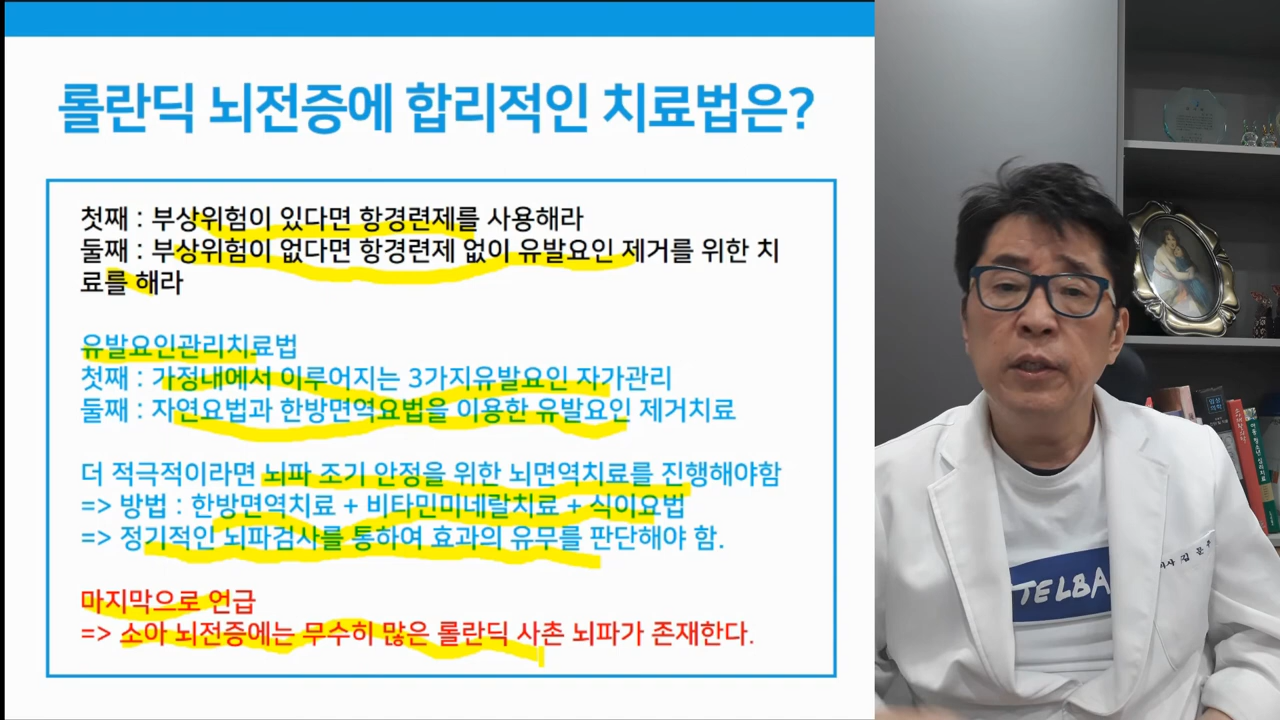 롤란딕 뇌전증에 합리적인 치료법은?
첫째 : 부상위험이 있다면 항경련제를 사용해라
둘째 : 부상위험이 없다면 항경련제 없이 유발요인 제거를 위한 치
료를 해라
유발요인관리치료법
첫째 : 가정내에서 이루어지는 3가지유발요인 자가관리
둘째 : 자연요법과 한방면역요법을 이용한 유발요인 제거치료
더 적극적이라면 뇌파 조기 안정을 위한 뇌면역치료를 진행해야함
=> 방법 : 한방면역치료 + 비타민미네랄치료 + 식이요법
=> 정기적인 뇌파검사를 통하여 효과의 유무를 판단해야 함.
마지막으로 언급
=> 소아 뇌전증에는 무수히 많은 롤란딕 사촌 뇌파가 존재한다.
TELBA